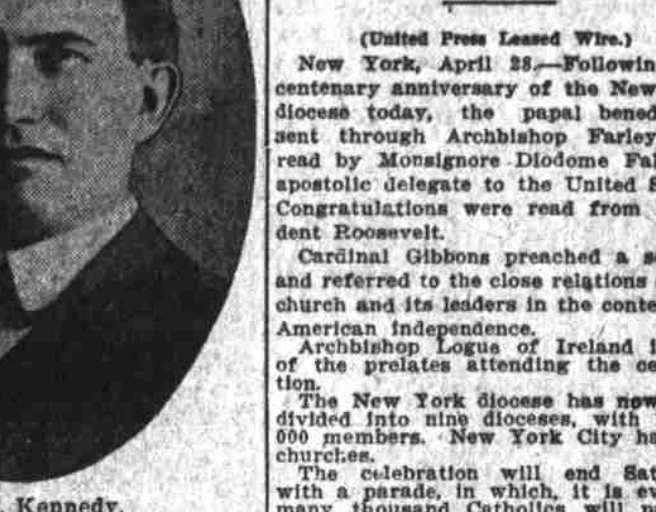 . Kennedy.
(United Press Leased Wire.)
New York, April 28.—Followin
centenary anniversary of the New
diocese today, the papal bened
sent through Archbishop Farley
read by Monsignore Diodome Fal
apostolic delegate to the United S
Congratulations were read from
dent Roosevelt.
Cardinal Gibbons preached a se
and referred to the close relations
church and its leaders in the conte
American independence.
Archbishop Logue of Ireland i
of the prelates attending the ce
tion.
The New York diocese has now
divided into nine dioceses, with
000 members. New York City ha
churches.
The celebration will end Sat
with a parade, in which, it is ex
many thousand Catholics will